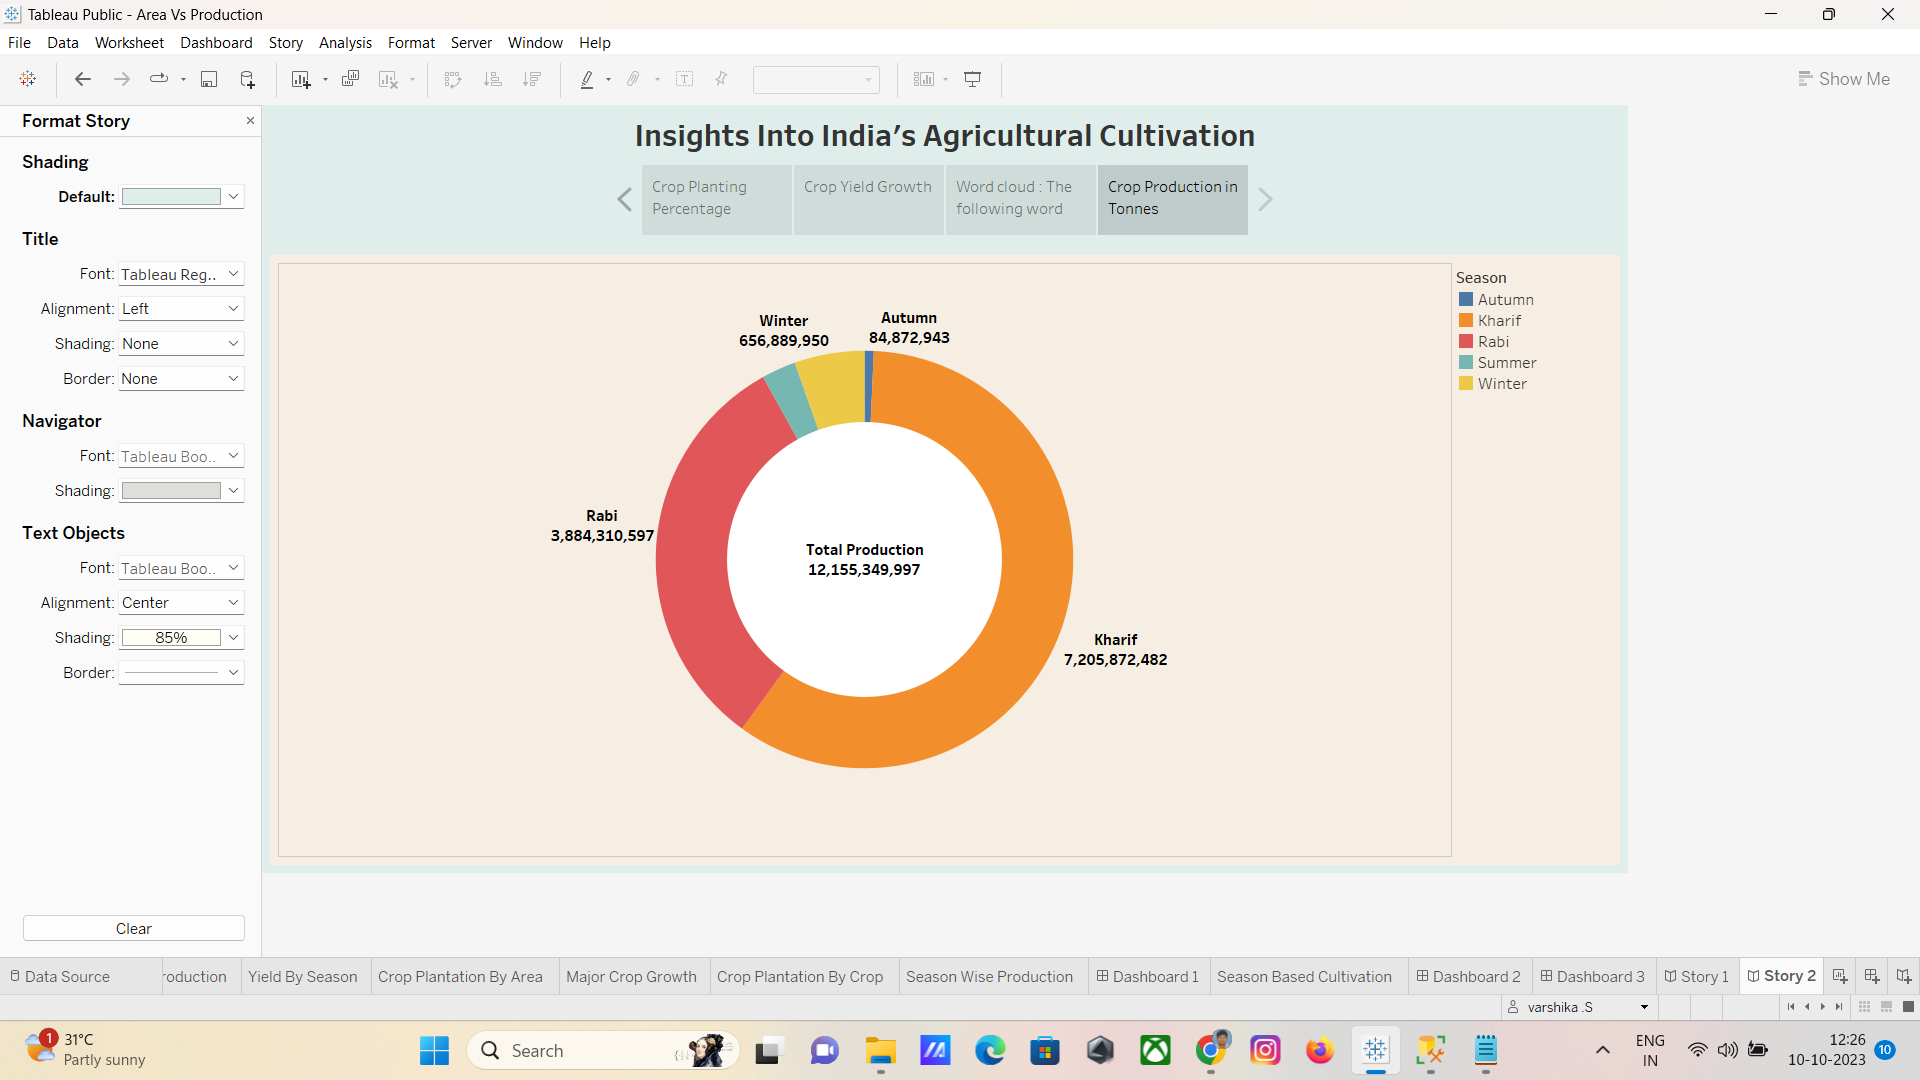 Tableau Public - Area Vs Production
File Data Worksheet Dashboard Story Analysis Format Server Window Help
Show Me
Format Story
Shading
Default:
Title
Font: Tableau Reg..
Alignment: Left
Shading: None
Border: None
Navigator
Font: Tableau Boo..
Shading:
Text Objects
Font: Tableau Boo..
Alignment: Center
Shading: 85%
Border:
Clear
Insights Into India's Agricultural Cultivation
Crop Planting
Percentage
Crop Yield Growth
Word cloud : The
following word
Crop Production in
Tonnes
Winter
656,889,950
Autumn
84,872,943
Rabi
3,884,310,597
Total Production
12,155,349,997
Kharif
7,205,872,482
Season
Autumn
Kharif
Rabi
Summer
Winter
Data Source roduction Yield By Season Crop Plantation By Area Major Crop Growth Crop Plantation By Crop Season Wise Production Dashboard 1 Season Based Cultivation Dashboard 2 Dashboard 3 Story 1 Story 2
varshika .S
1
31°C
Partly sunny
Search
ENG
IN
12:26
10-10-2023
10